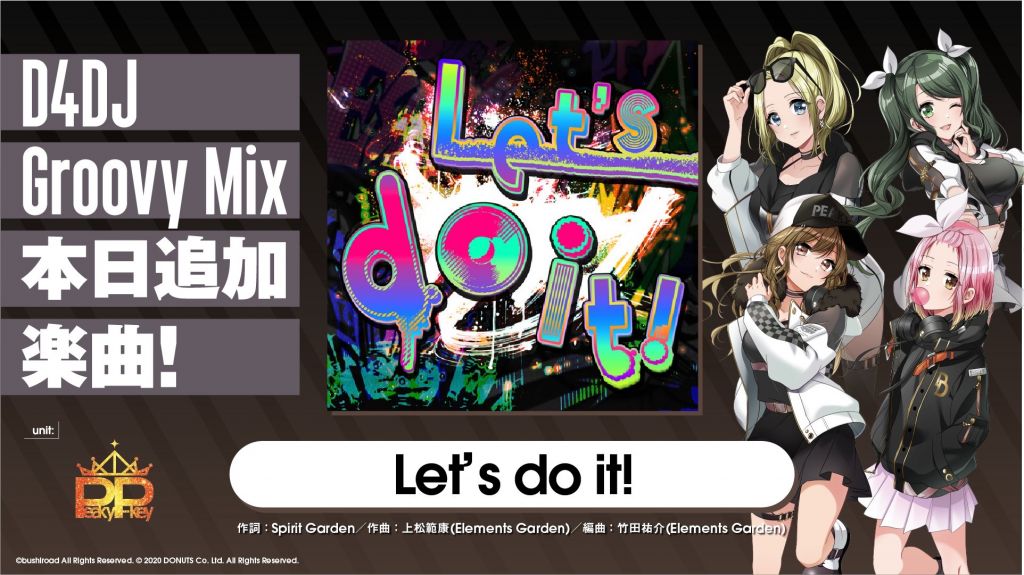 D4DJ
Groovy Mix
本日追加
楽曲!
Let's
do it!
PEA
B
unit:
Peaky P-key
Let's do it!
作詞：Spirit Garden／作曲：上松範康(Elements Garden)／編曲：竹田祐介(Elements Garden)
©bushiroad All Rights Reserved. © 2020 DONUTS Co. Ltd. All Rights Reserved.